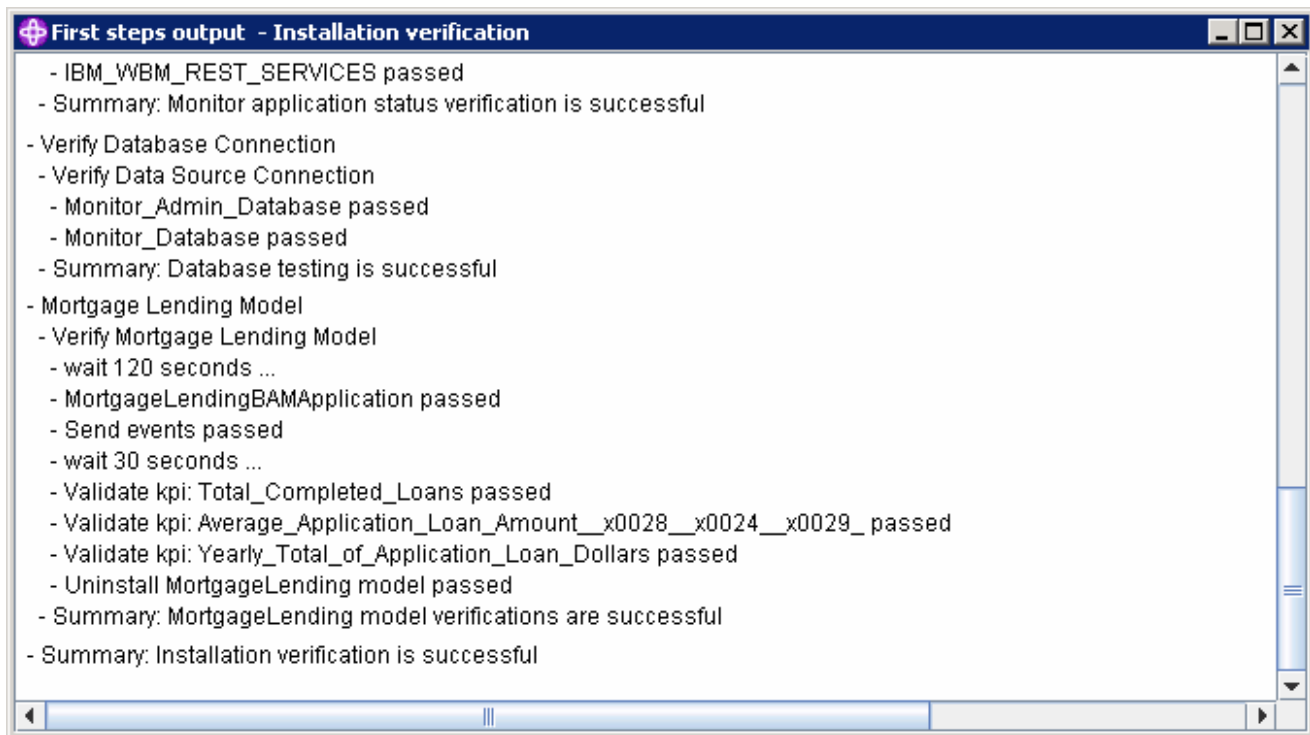 First steps output - Installation verification
- IBM_WBM_REST_SERVICES passed
- Summary: Monitor application status verification is successful
- Verify Database Connection
- Verify Data Source Connection
- Monitor_Admin_Database passed
- Monitor_Database passed
- Summary: Database testing is successful
- Mortgage Lending Model
- Verify Mortgage Lending Model
- wait 120 seconds ...
- MortgageLendingBAMApplication passed
- Send events passed
- wait 30 seconds ...
- Validate kpi: Total_Completed_Loans passed
- Validate kpi: Average_Application_Loan_Amount__x0028__x0024__x0029_ passed
- Validate kpi: Yearly_Total_of_Application_Loan_Dollars passed
- Uninstall MortgageLending model passed
- Summary: MortgageLending model verifications are successful
- Summary: Installation verification is successful